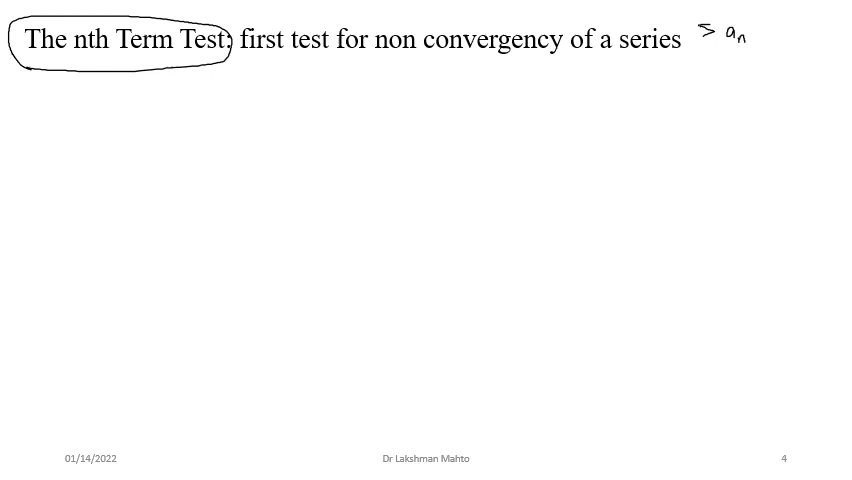 The nth Term Test: first test for non convergency of a series Σ aₙ
01/14/2022 Dr Lakshman Mahto 4